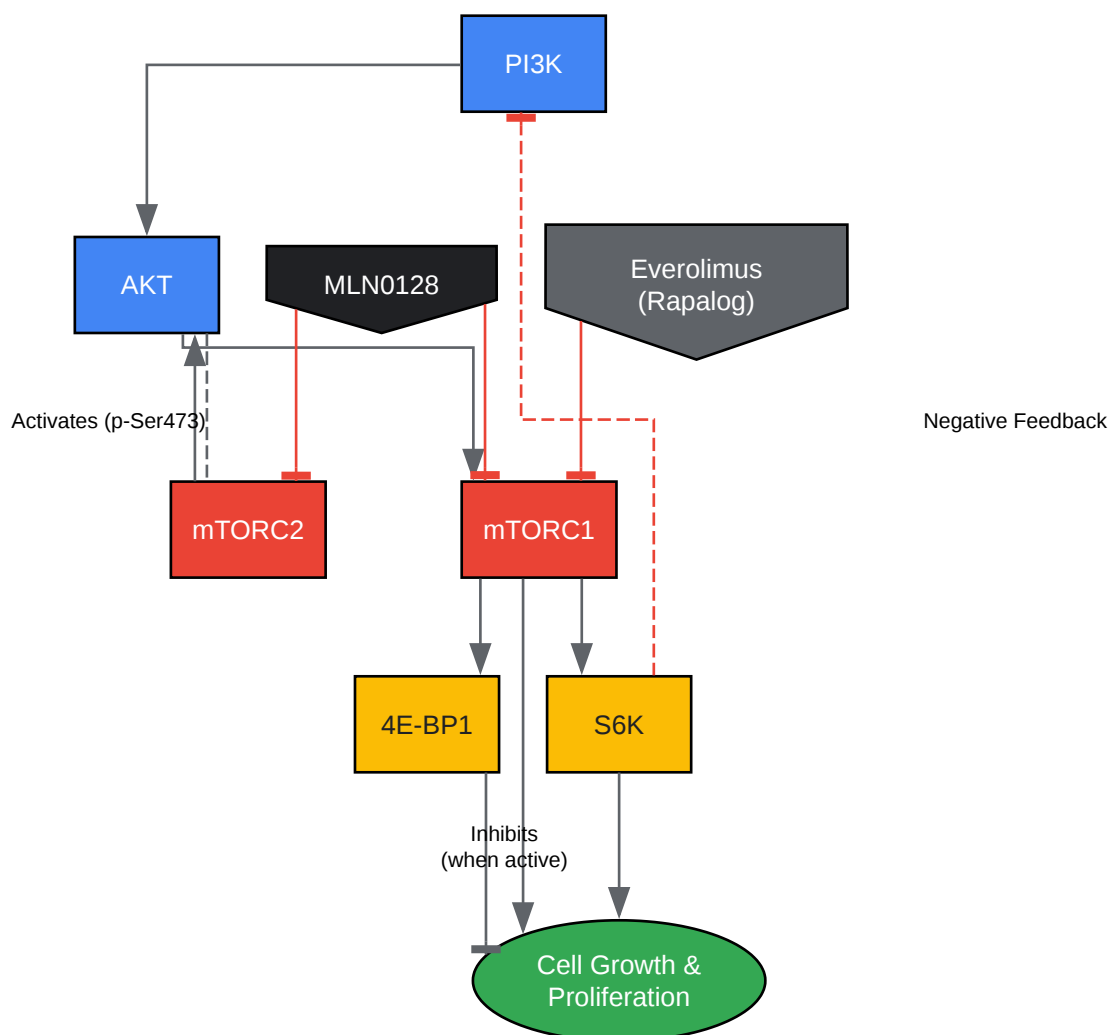 PI3K
AKT
MLN0128
Everolimus
(Rapalog)
Activates (p-Ser473)
Negative Feedback
mTORC2
mTORC1
4E-BP1
S6K
Inhibits
(when active)
Cell Growth &
Proliferation